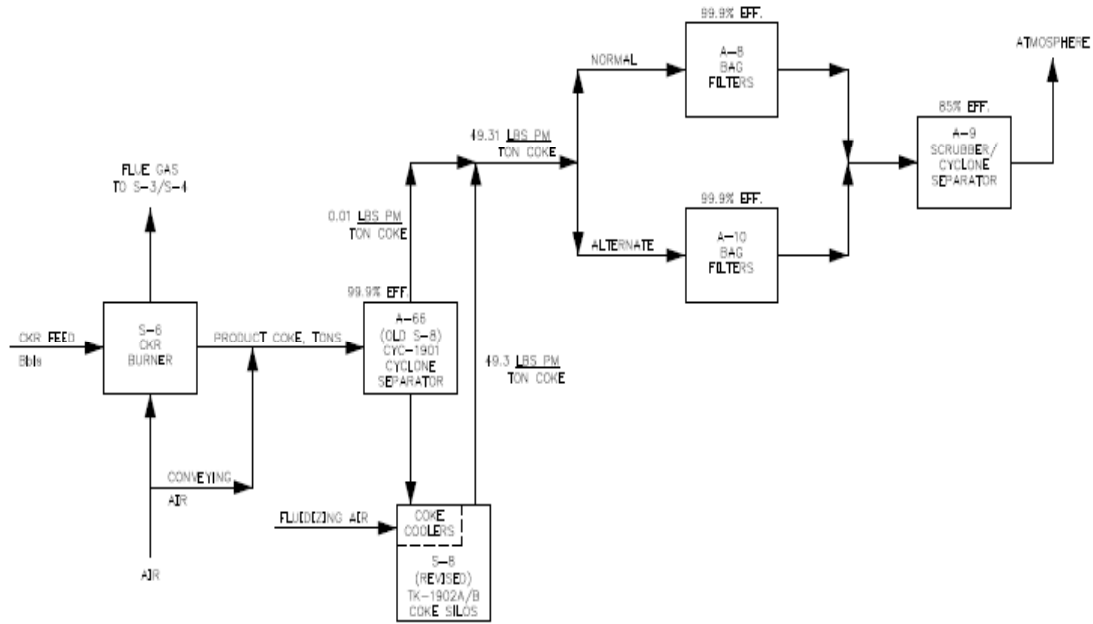 99.9% EFF.
A-8
BAG
FILTERS
ATMOSPHERE
NORMAL
85% EFF.
A-9
SCRUBBER/
CYCLONE
SEPARATOR
49.31 LBS PM
TON COKE
FLUE GAS
TO S-3/S-4
0.01 LBS PM
TON COKE
99.9% EFF.
A-10
BAG
FILTERS
ALTERNATE
99.9% EFF.
A-66
(OLD S-8)
CYC-1901
CYCLONE
SEPARATOR
CKR FEED
Bbls
S-6
CKR
BURNER
PRODUCT COKE, TONS
49.3 LBS PM
TON COKE
CONVEYING
AIR
FLUIDIZING AIR
COKE
COOLERS
S-8
(REVISED)
TK-1902A/B
COKE SILOS
AIR